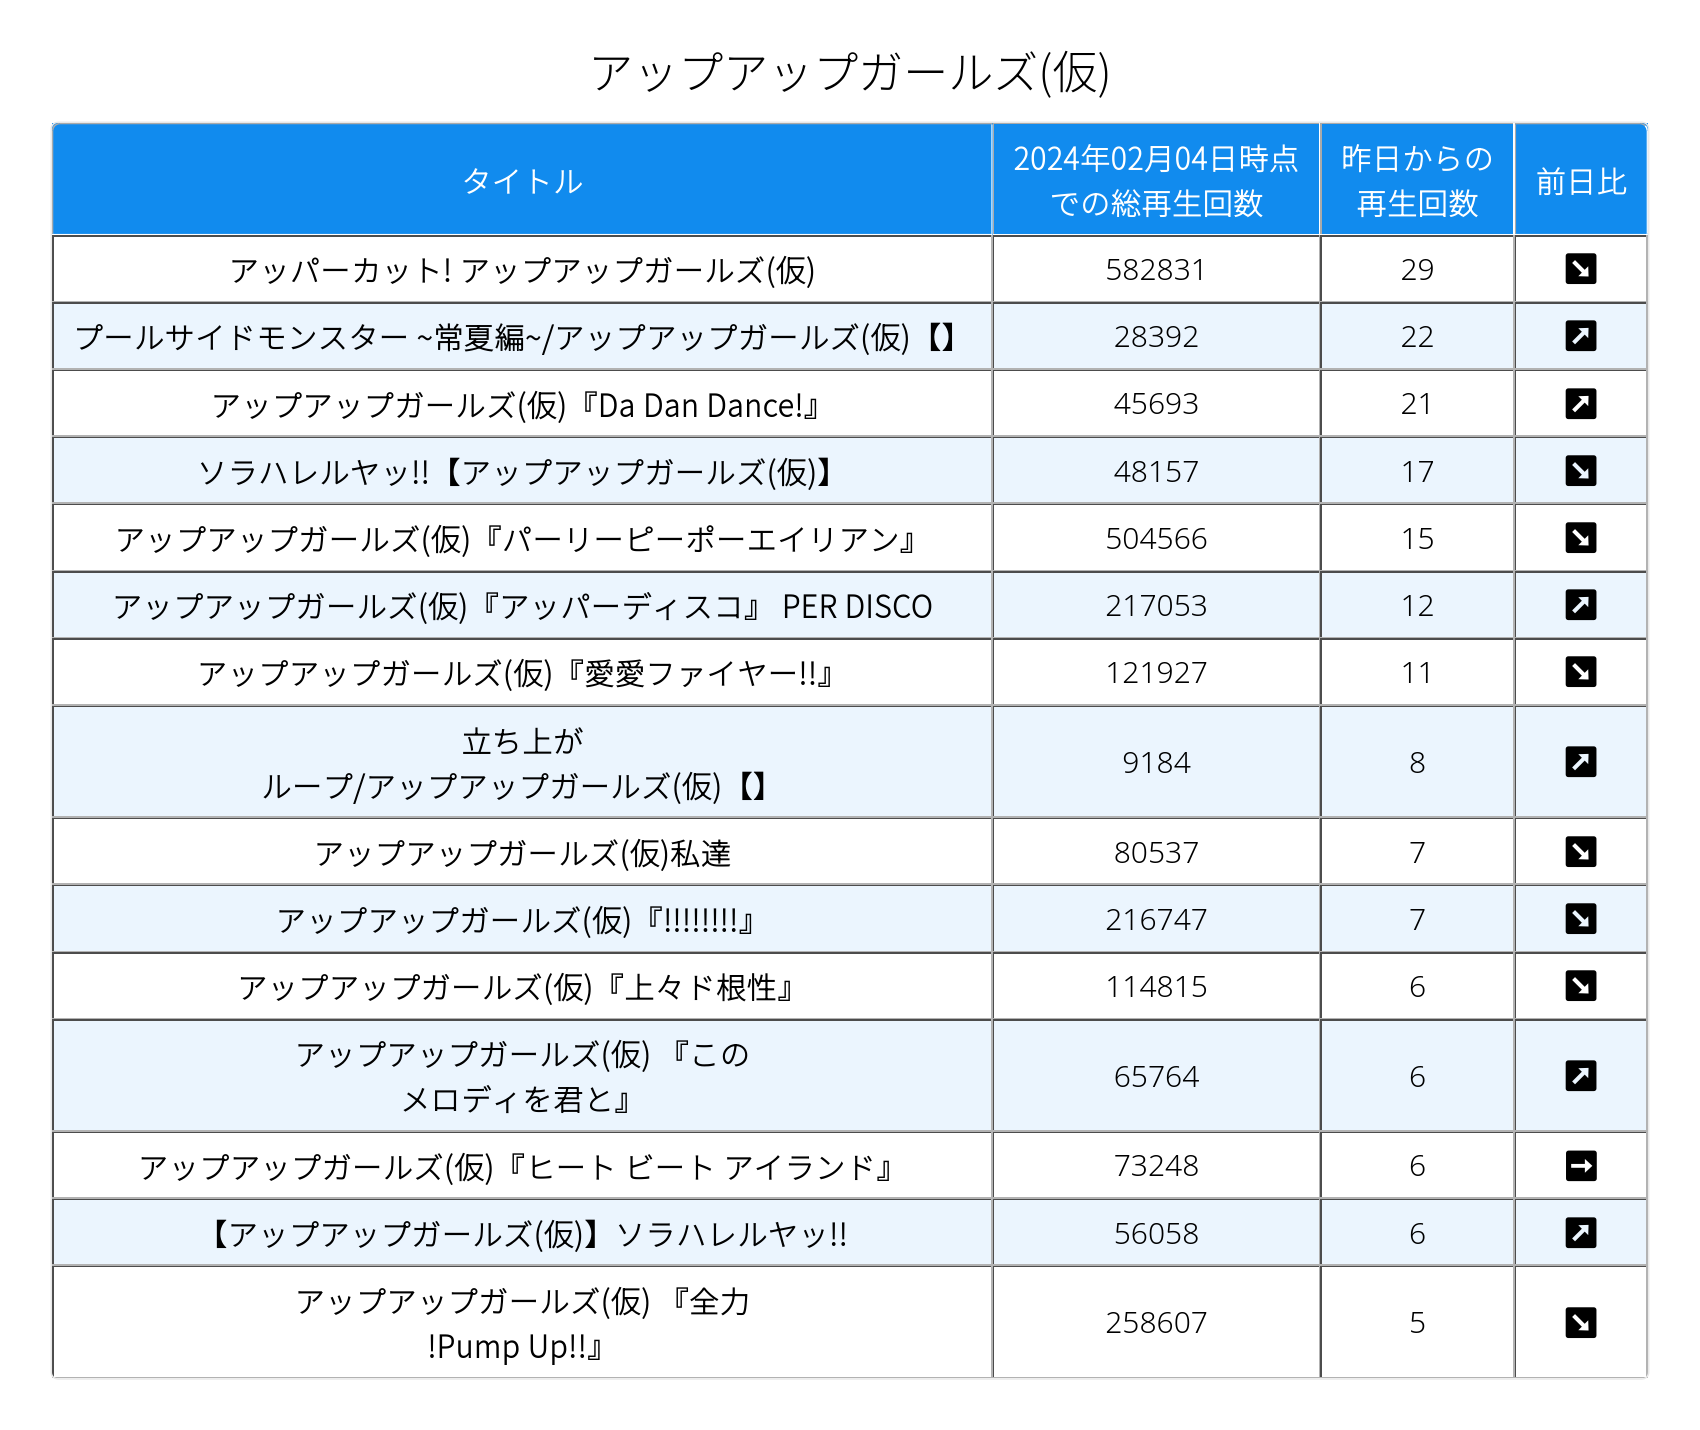 アップアップガールズ(仮)
タイトル
2024年02月04日時点
での総再生回数
昨日からの
再生回数
前日比
アッパーカット! アップアップガールズ(仮)
582831
29
プールサイドモンスター ~常夏編~/アップアップガールズ(仮)【】
28392
22
アップアップガールズ(仮)『Da Dan Dance!』
45693
21
ソラハレルヤッ!!【アップアップガールズ(仮)】
48157
17
アップアップガールズ(仮)『パーリーピーポーエイリアン』
504566
15
アップアップガールズ(仮)『アッパーディスコ』 PER DISCO
217053
12
アップアップガールズ(仮)『愛愛ファイヤー!!』
121927
11
立ち上が
ループ/アップアップガールズ(仮)【】
9184
8
アップアップガールズ(仮)私達
80537
7
アップアップガールズ(仮)『!!!!!!!!』
216747
7
アップアップガールズ(仮)『上々ド根性』
114815
6
アップアップガールズ(仮) 『この
メロディを君と』
65764
6
アップアップガールズ(仮)『ヒート ビート アイランド』
73248
6
【アップアップガールズ(仮)】ソラハレルヤッ!!
56058
6
アップアップガールズ(仮) 『全力
!Pump Up!!』
258607
5